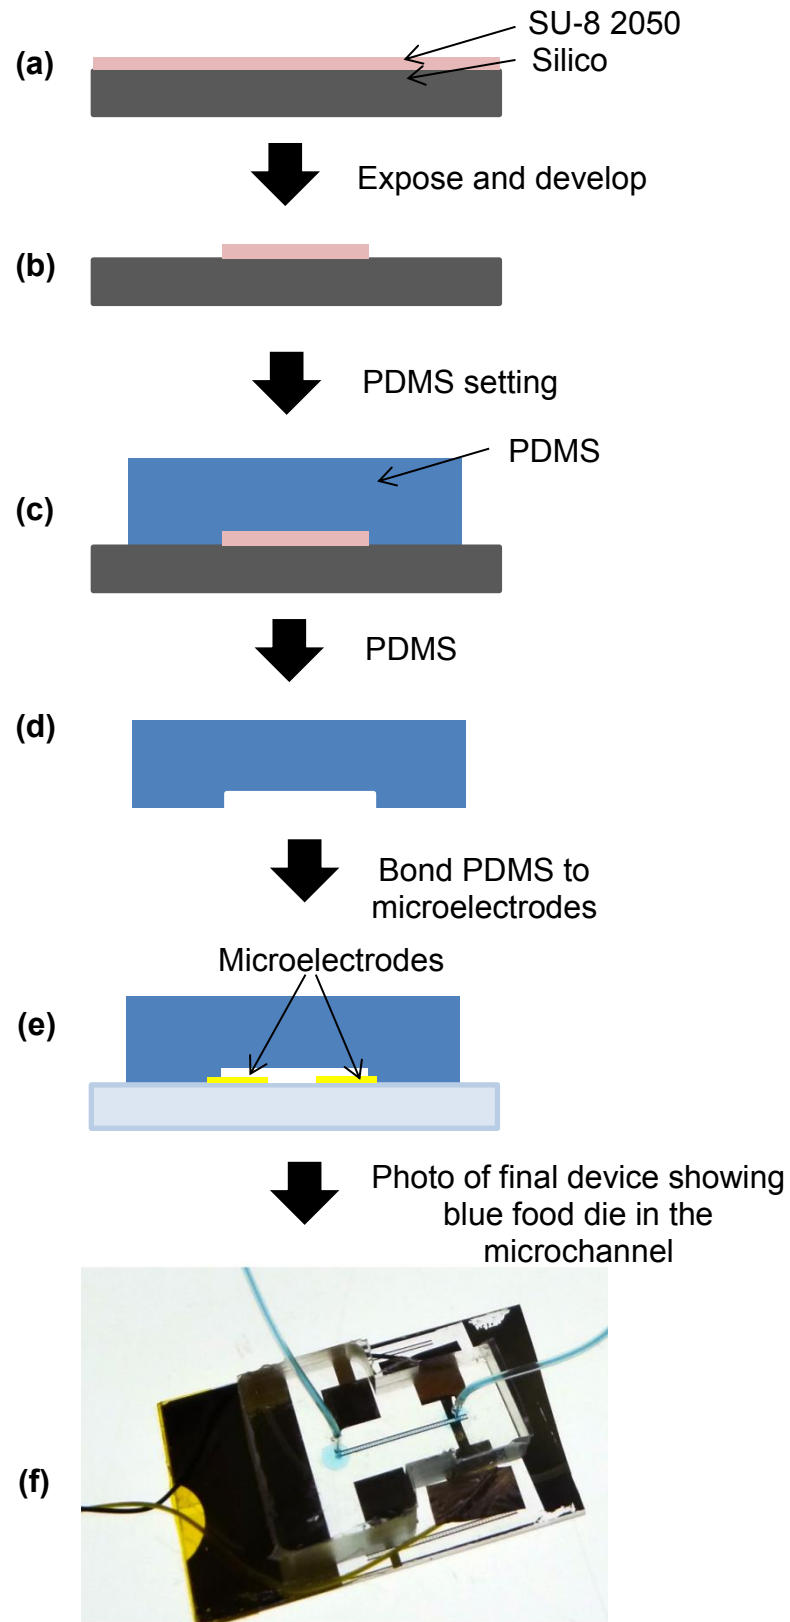 SU-8 2050
(a)
Silico
Expose and develop
(b)
PDMS setting
PDMS
(c)
PDMS
(d)
Bond PDMS to
microelectrodes
Microelectrodes
(e)
Photo of final device showing
blue food die in the
microchannel
(f)